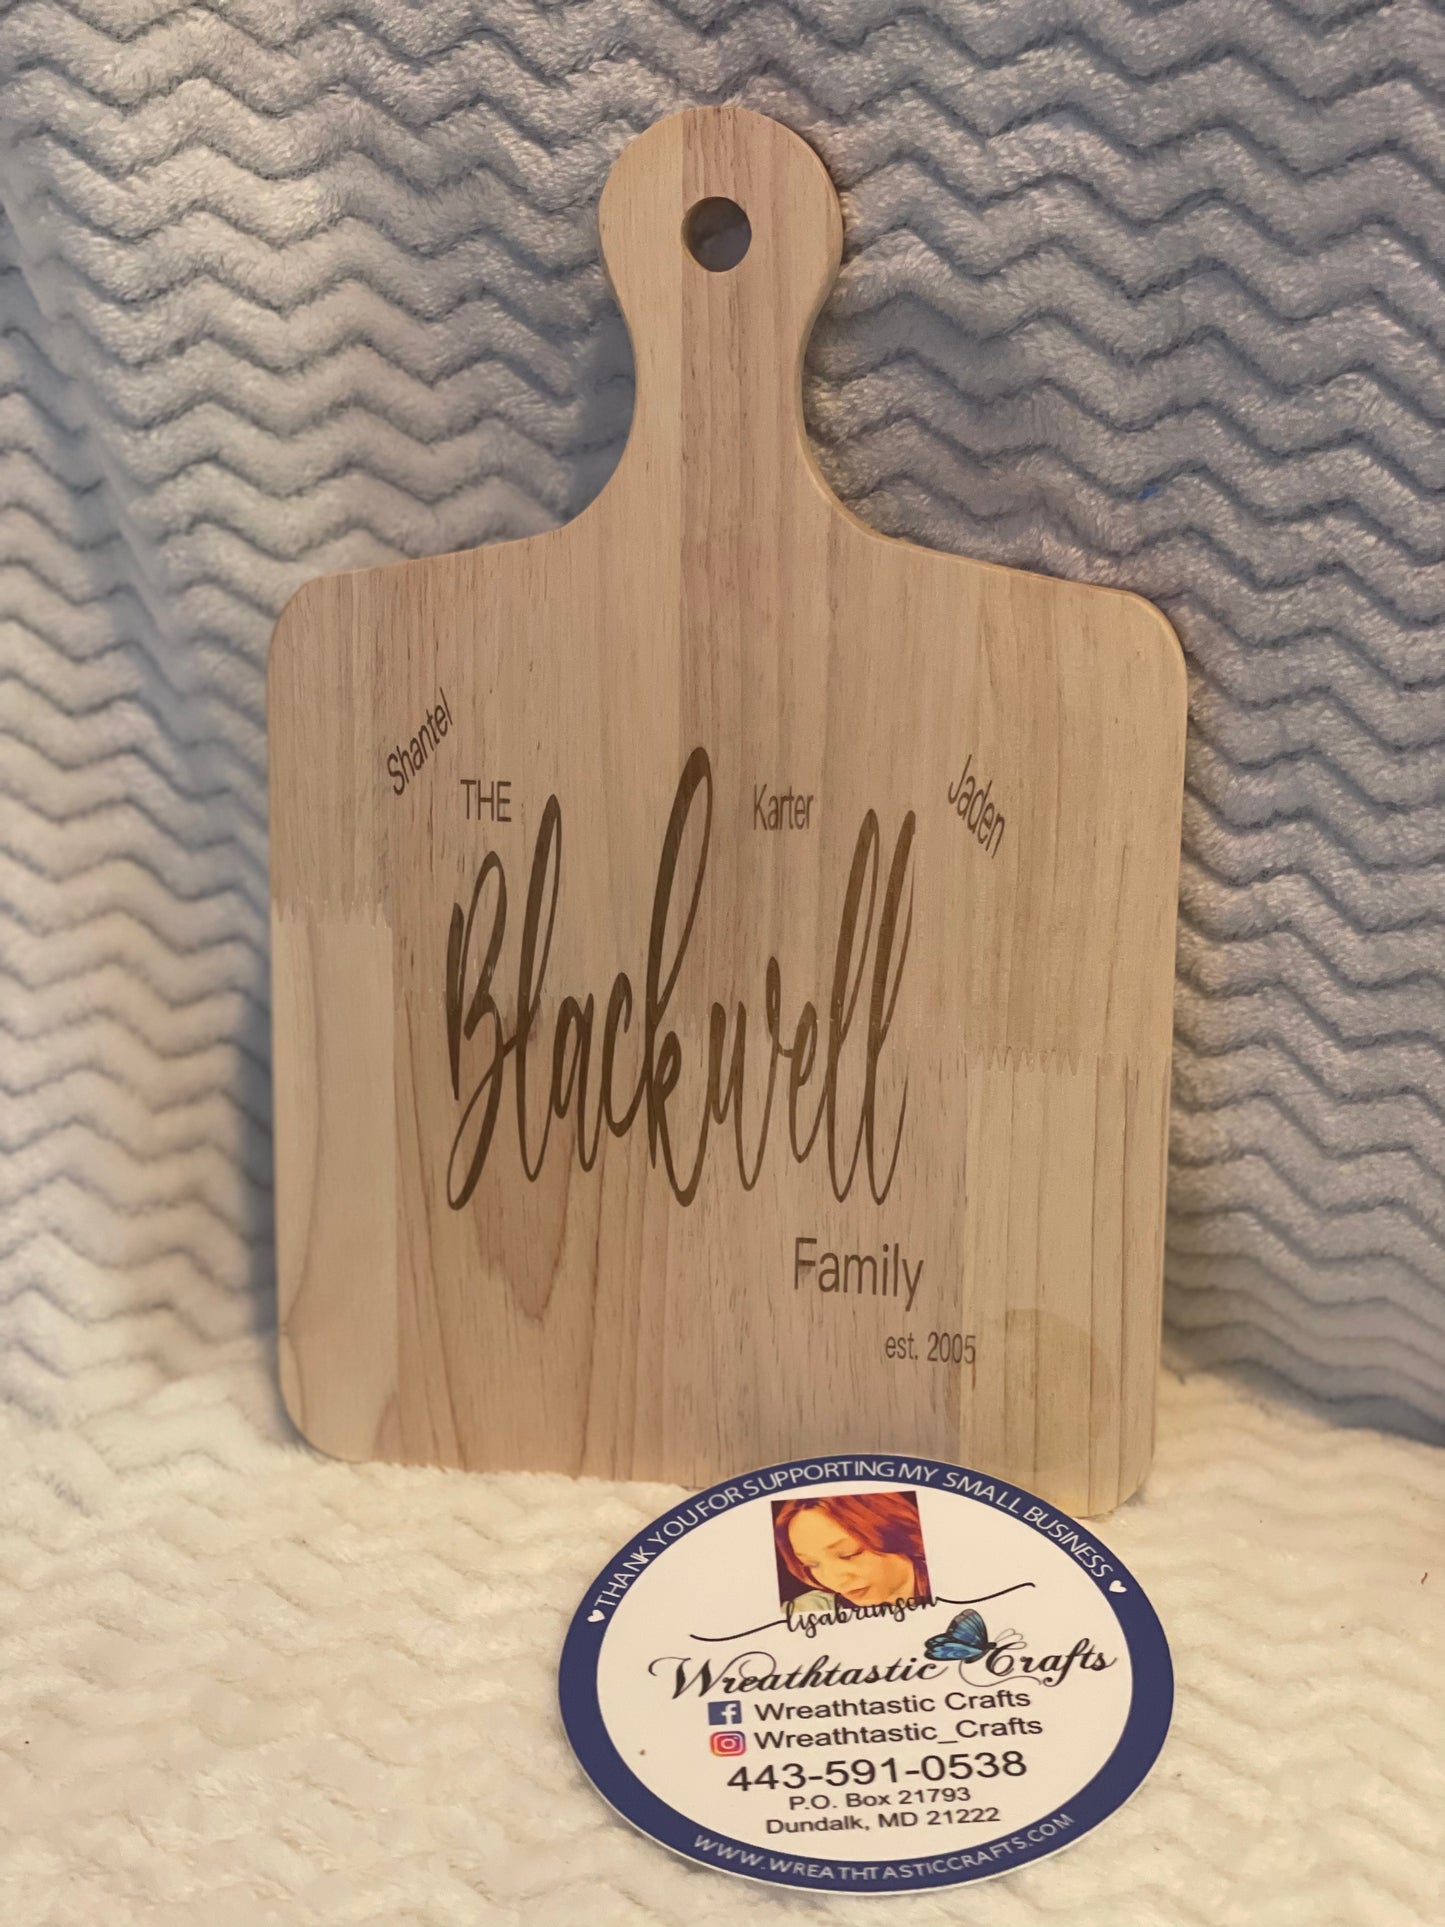 Shantel
THE
Karter
Jaden
Blackwell
Family
est. 2005
THANK YOU FOR SUPPORTING MY SMALL BUSINESS
lisabrunson
Wreathtastic Crafts
Wreathtastic Crafts
Wreathtastic_Crafts
443-591-0538
P.O. Box 21793
Dundalk, MD 21222
WWW.WREATHTASTICCRAFTS.COM